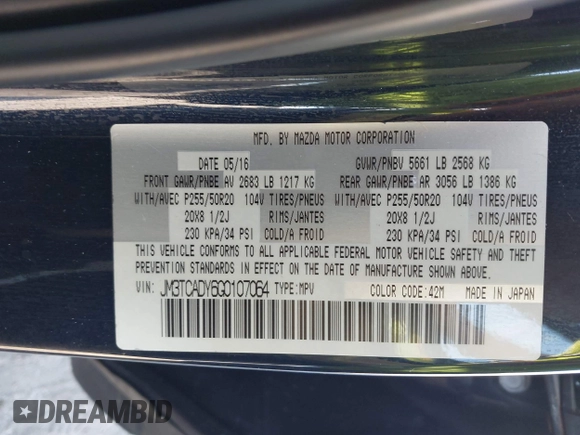 MFD. BY MAZDA MOTOR CORPORATION
DATE 05/16 GVWR/PNBV 5661 LB 2568 KG
FRONT GAWR/PNBE AV 2683 LB 1217 KG REAR GAWR/PNBE AR 3056 LB 1386 KG
WITH/AVEC P255/50R20 104V TIRES/PNEUS WITH/AVEC P255/50R20 104V TIRES/PNEUS
20X8 1/2J RIMS/JANTES 20X8 1/2J RIMS/JANTES
230 KPA/34 PSI COLD/A FROID 230 KPA/34 PSI COLD/A FROID
THIS VEHICLE CONFORMS TO ALL APPLICABLE FEDERAL MOTOR VEHICLE SAFETY AND THEFT
PREVENTION STANDARDS IN EFFECT ON THE DATE OF MANUFACTURE SHOWN ABOVE.
VIN: JM3TCADY6G0107064 TYPE:MPV COLOR CODE:42M MADE IN JAPAN
DREAMBID